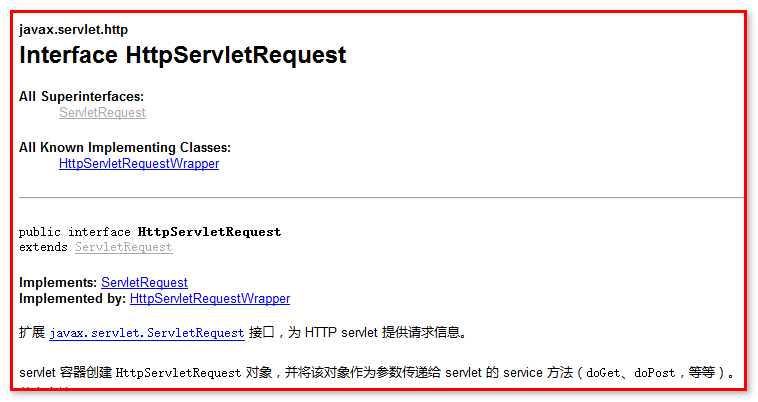 javax.servlet.http
Interface HttpServletRequest
All Superinterfaces:
ServletRequest
All Known Implementing Classes:
HttpServletRequestWrapper
public interface HttpServletRequest
extends ServletRequest
Implements: ServletRequest
Implemented by: HttpServletRequestWrapper
扩展 javax.servlet.ServletRequest 接口，为 HTTP servlet 提供请求信息。
servlet 容器创建 HttpServletRequest 对象，并将该对象作为参数传递给 servlet 的 service 方法（doGet、doPost，等等）。